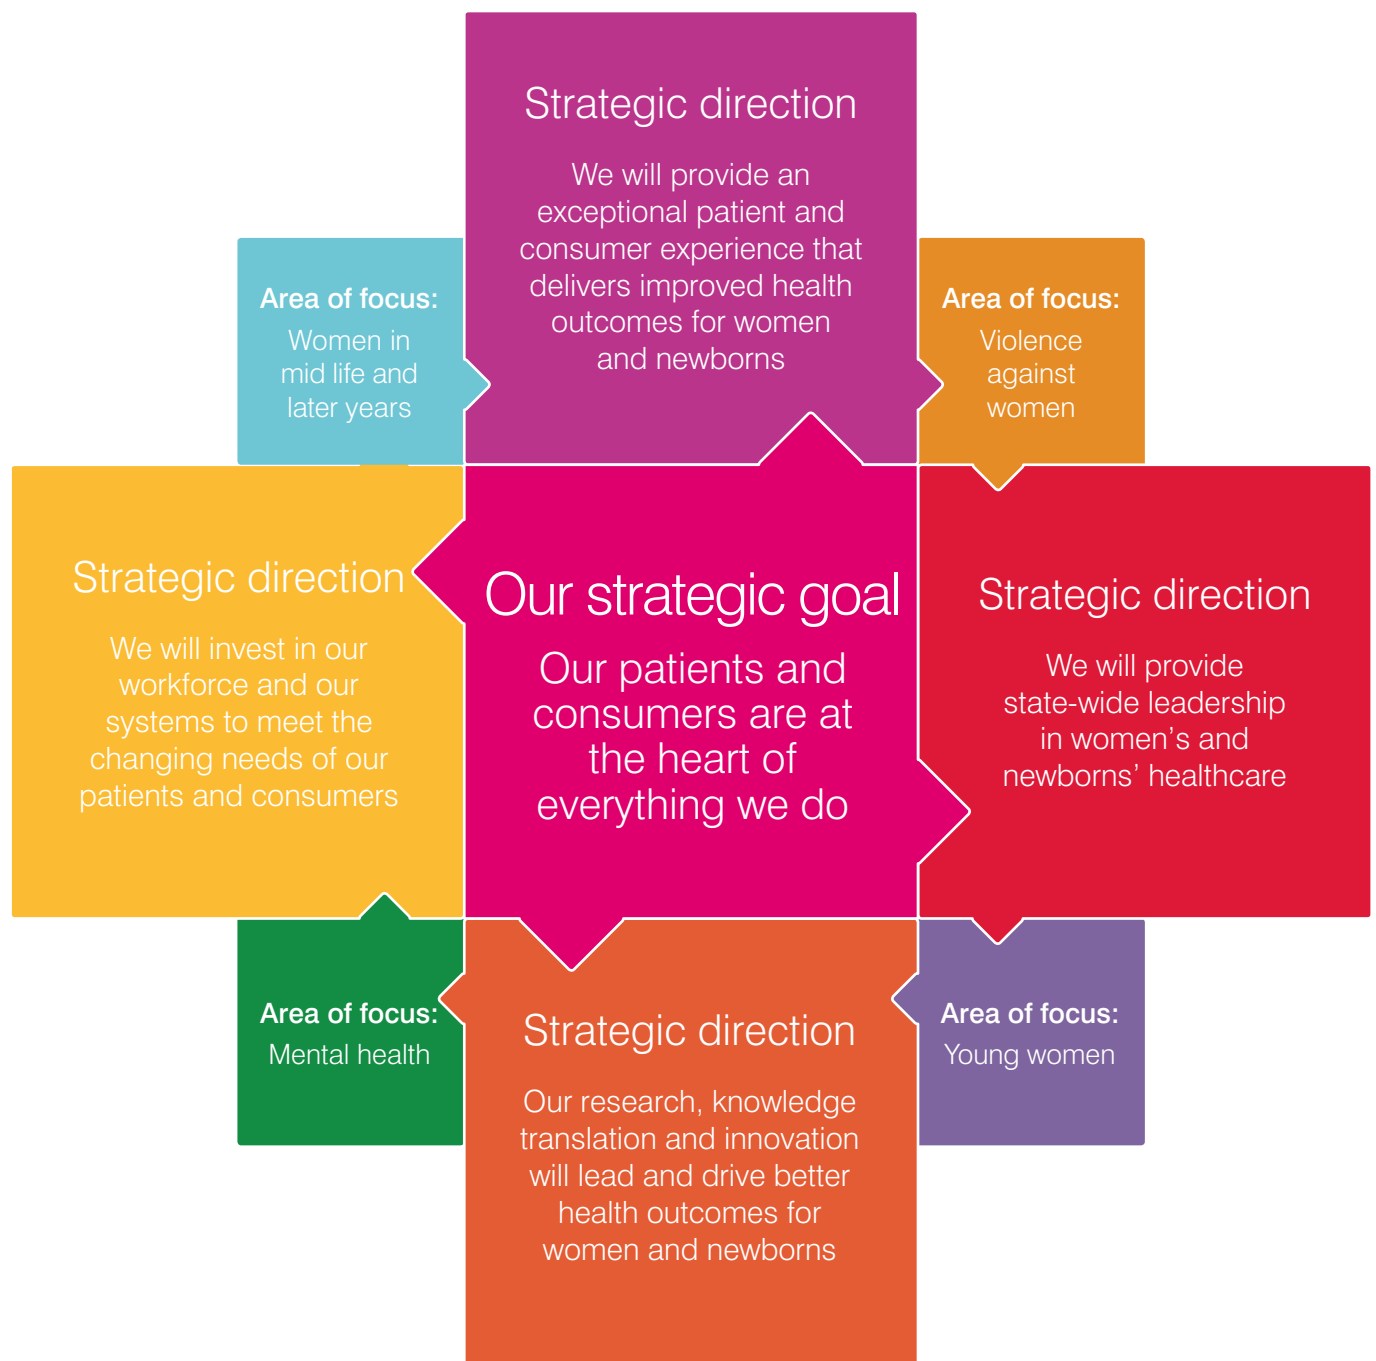 Strategic direction
We will provide an
exceptional patient and
consumer experience that
delivers improved health
outcomes for women
and newborns
Area of focus:
Women in
mid life and
later years
Area of focus:
Violence
against
women
Strategic direction
We will invest in our
workforce and our
systems to meet the
changing needs of our
patients and consumers
Our strategic goal
Our patients and
consumers are at
the heart of
everything we do
Strategic direction
We will provide
state-wide leadership
in women’s and
newborns’ healthcare
Area of focus:
Mental health
Strategic direction
Our research, knowledge
translation and innovation
will lead and drive better
health outcomes for
women and newborns
Area of focus:
Young women